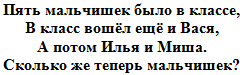 Пять мальчишек было в классе,
В класс вошёл ещё и Вася,
А потом Илья и Миша.
Сколько же теперь мальчишек?